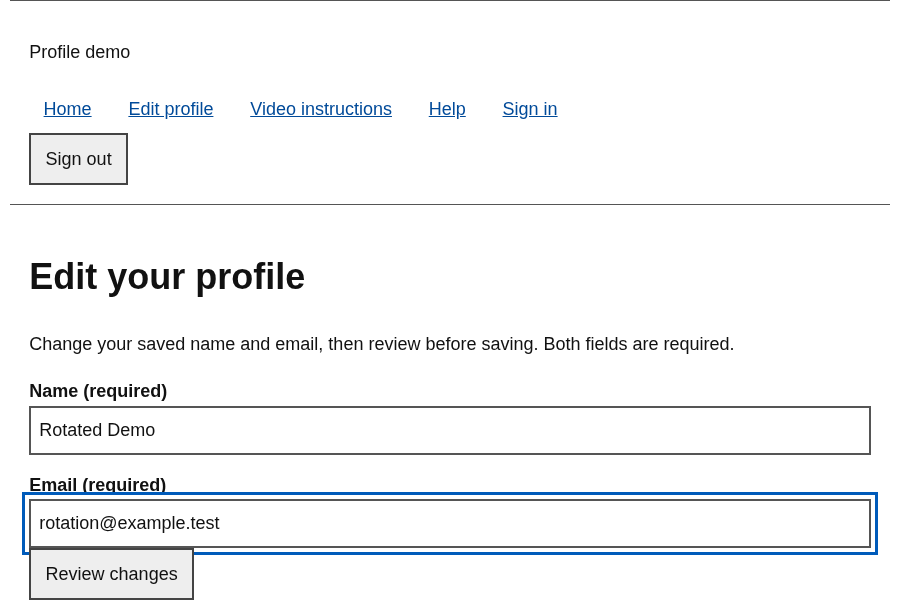 Profile demo
Home Edit profile Video instructions Help Sign in
Sign out
Edit your profile
Change your saved name and email, then review before saving. Both fields are required.
Name (required)
Rotated Demo
Email (required)
rotation@example.test
Review changes